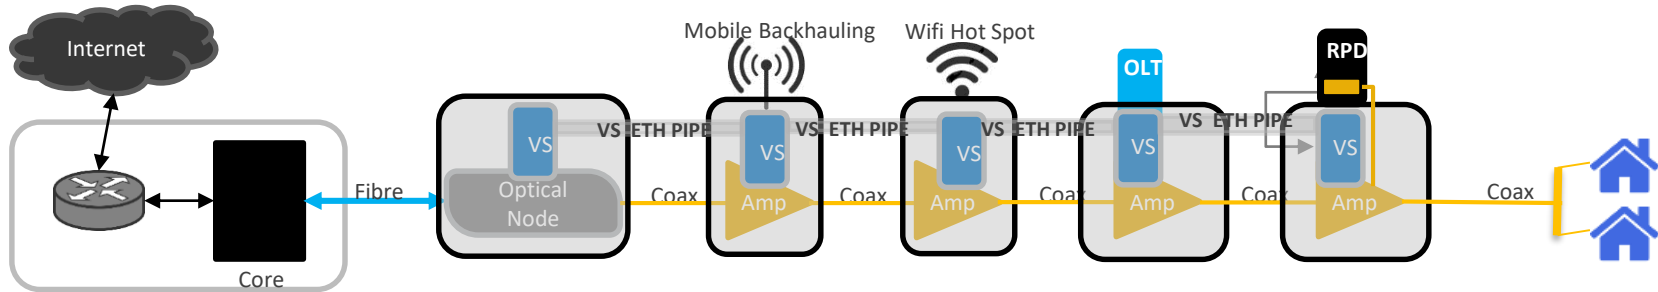 Internet
Core
Fibre
VS
Optical
Node
Coax
VS ETH PIPE
Mobile Backhauling
VS
Amp
Coax
VS ETH PIPE
Wifi Hot Spot
VS
Amp
Coax
VS ETH PIPE
OLT
VS
Amp
Coax
VS ETH PIPE
RPD
VS
Amp
Coax